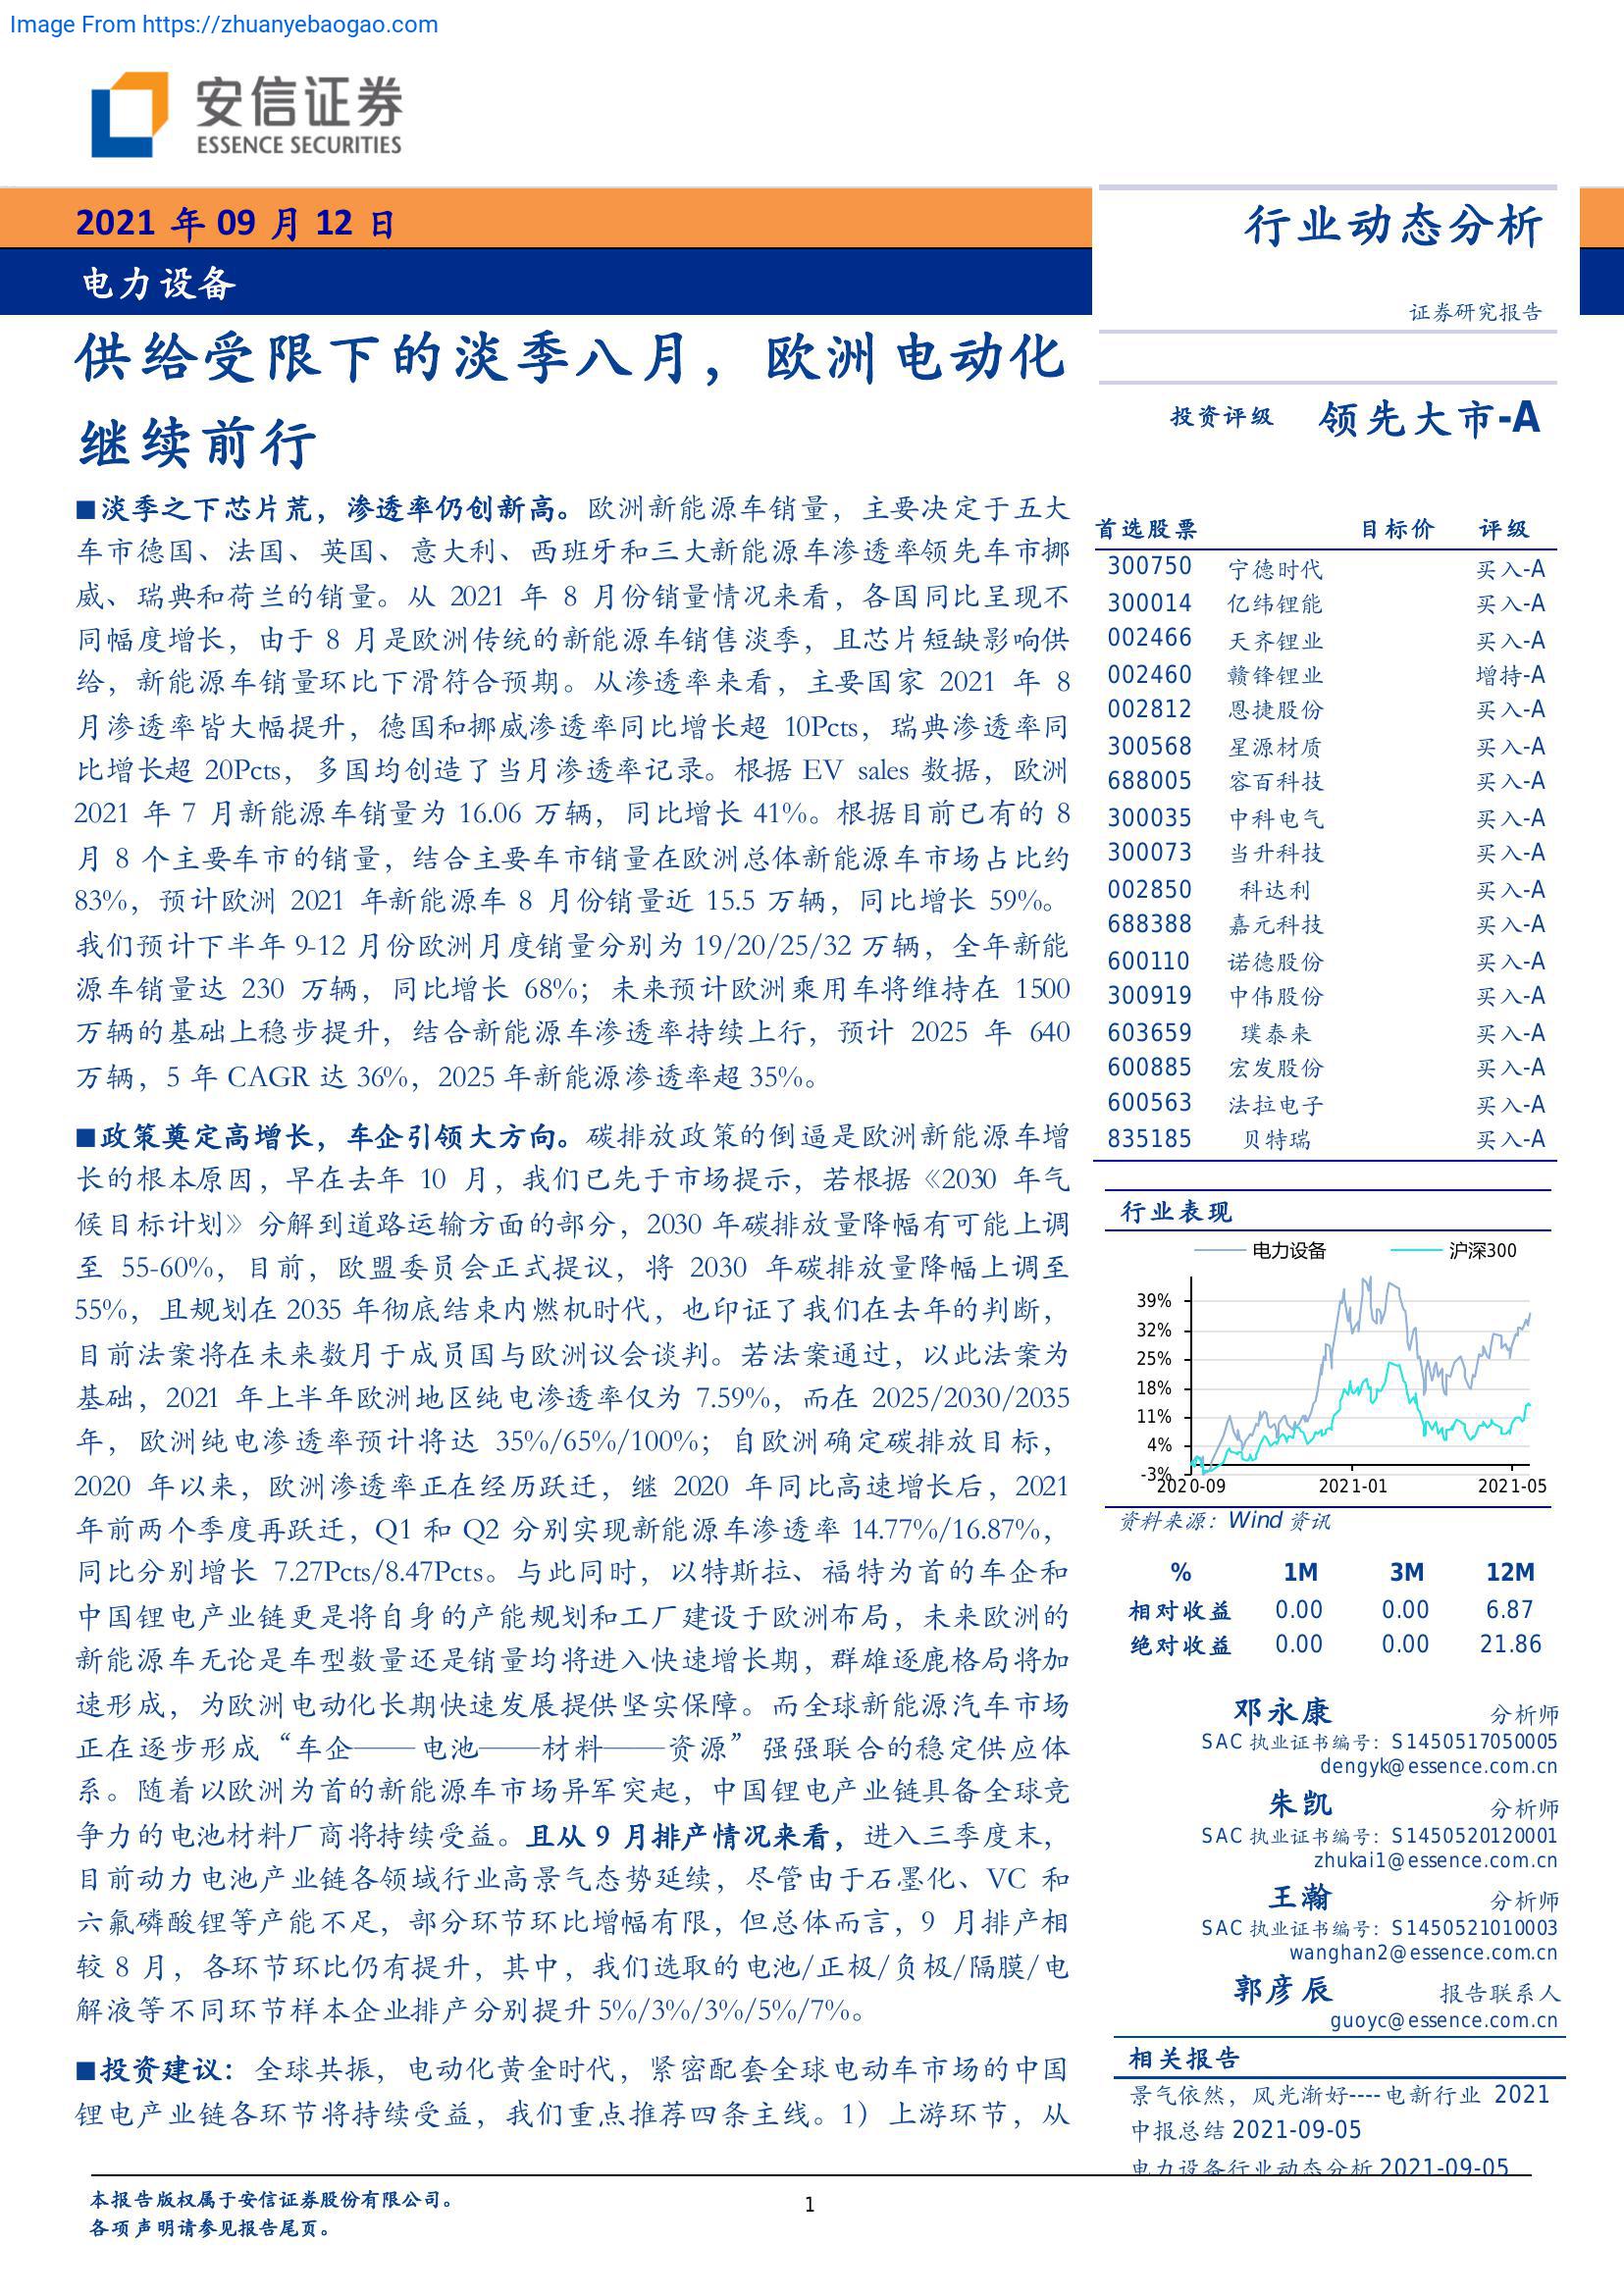 Image From https://zhuanyebaogao.com
安信证券
ESSENCE SECURITIES
2021 年 09 月 12 日
电力设备
行业动态分析
证券研究报告
供给受限下的淡季八月，欧洲电动化
继续前行
■淡季之下芯片荒，渗透率仍创新高。欧洲新能源车销量，主要决定于五大
车市德国、法国、英国、意大利、西班牙和三大新能源车渗透率领先车市挪
威、瑞典和荷兰的销量。从 2021 年 8 月份销量情况来看，各国同比呈现不
同幅度增长，由于 8 月是欧洲传统的新能源车销售淡季，且芯片短缺影响供
给，新能源车销量环比下滑符合预期。从渗透率来看，主要国家 2021 年 8
月渗透率皆大幅提升，德国和挪威渗透率同比增长超 10Pcts，瑞典渗透率同
比增长超 20Pcts，多国均创造了当月渗透率记录。根据 EV sales 数据，欧洲
2021 年 7 月新能源车销量为 16.06 万辆，同比增长 41%。根据目前已有的 8
月 8 个主要车市的销量，结合主要车市销量在欧洲总体新能源车市场占比约
83%，预计欧洲 2021 年新能源车 8 月份销量近 15.5 万辆，同比增长 59%。
我们预计下半年 9-12 月份欧洲月度销量分别为 19/20/25/32 万辆，全年新能
源车销量达 230 万辆，同比增长 68%；未来预计欧洲乘用车将维持在 1500
万辆的基础上稳步提升，结合新能源车渗透率持续上行，预计 2025 年 640
万辆，5 年 CAGR 达 36%，2025 年新能源渗透率超 35%。
■政策奠定高增长，车企引领大方向。碳排放政策的倒逼是欧洲新能源车增
长的根本原因，早在去年 10 月，我们已先于市场提示，若根据《2030 年气
候目标计划》分解到道路运输方面的部分，2030 年碳排放量降幅有可能上调
至 55-60%，目前，欧盟委员会正式提议，将 2030 年碳排放量降幅上调至
55%，且规划在 2035 年彻底结束内燃机时代，也印证了我们在去年的判断，
目前法案将在未来数月于成员国与欧洲议会谈判。若法案通过，以此法案为
基础，2021 年上半年欧洲地区纯电渗透率仅为 7.59%，而在 2025/2030/2035
年，欧洲纯电渗透率预计将达 35%/65%/100%；自欧洲确定碳排放目标，
2020 年以来，欧洲渗透率正在经历跃迁，继 2020 年同比高速增长后，2021
年前两个季度再跃迁，Q1 和 Q2 分别实现新能源车渗透率 14.77%/16.87%，
同比分别增长 7.27Pcts/8.47Pcts。与此同时，以特斯拉、福特为首的车企和
中国锂电产业链更是将自身的产能规划和工厂建设于欧洲布局，未来欧洲的
新能源车无论是车型数量还是销量均将进入快速增长期，群雄逐鹿格局将加
速形成，为欧洲电动化长期快速发展提供坚实保障。而全球新能源汽车市场
正在逐步形成“车企——电池——材料——资源”强强联合的稳定供应体
系。随着以欧洲为首的新能源车市场异军突起，中国锂电产业链具备全球竞
争力的电池材料厂商将持续受益。且从 9 月排产情况来看，进入三季度末，
目前动力电池产业链各领域行业高景气态势延续，尽管由于石墨化、VC 和
六氟磷酸锂等产能不足，部分环节环比增幅有限，但总体而言，9 月排产相
较 8 月，各环节环比仍有提升，其中，我们选取的电池/正极/负极/隔膜/电
解液等不同环节样本企业排产分别提升 5%/3%/3%/5%/7%。
■投资建议：全球共振，电动化黄金时代，紧密配套全球电动车市场的中国
锂电产业链各环节将持续受益，我们重点推荐四条主线。1）上游环节，从
投资评级 领先大市-A
首选股票 目标价 评级
300750 宁德时代 买入-A
300014 亿纬锂能 买入-A
002466 天齐锂业 买入-A
002460 赣锋锂业 增持-A
002812 恩捷股份 买入-A
300568 星源材质 买入-A
688005 容百科技 买入-A
300035 中科电气 买入-A
300073 当升科技 买入-A
002850 科达利 买入-A
688388 嘉元科技 买入-A
600110 诺德股份 买入-A
300919 中伟股份 买入-A
603659 璞泰来 买入-A
600885 宏发股份 买入-A
600563 法拉电子 买入-A
835185 贝特瑞 买入-A
行业表现
电力设备 沪深300
39%
32%
25%
18%
11%
4%
-3%
2020-09 2021-01 2021-05
资料来源：Wind 资讯
% 1M 3M 12M
相对收益 0.00 0.00 6.87
绝对收益 0.00 0.00 21.86
邓永康 分析师
SAC 执业证书编号：S1450517050005
dengyk@essence.com.cn
朱凯 分析师
SAC 执业证书编号：S1450520120001
zhukai1@essence.com.cn
王瀚 分析师
SAC 执业证书编号：S1450521010003
wanghan2@essence.com.cn
郭彦辰 报告联系人
guoyc@essence.com.cn
相关报告
景气依然，风光渐好----电新行业 2021
中报总结 2021-09-05
电力设备行业动态分析 2021-09-05
本报告版权属于安信证券股份有限公司。
各项声明请参见报告尾页。
1